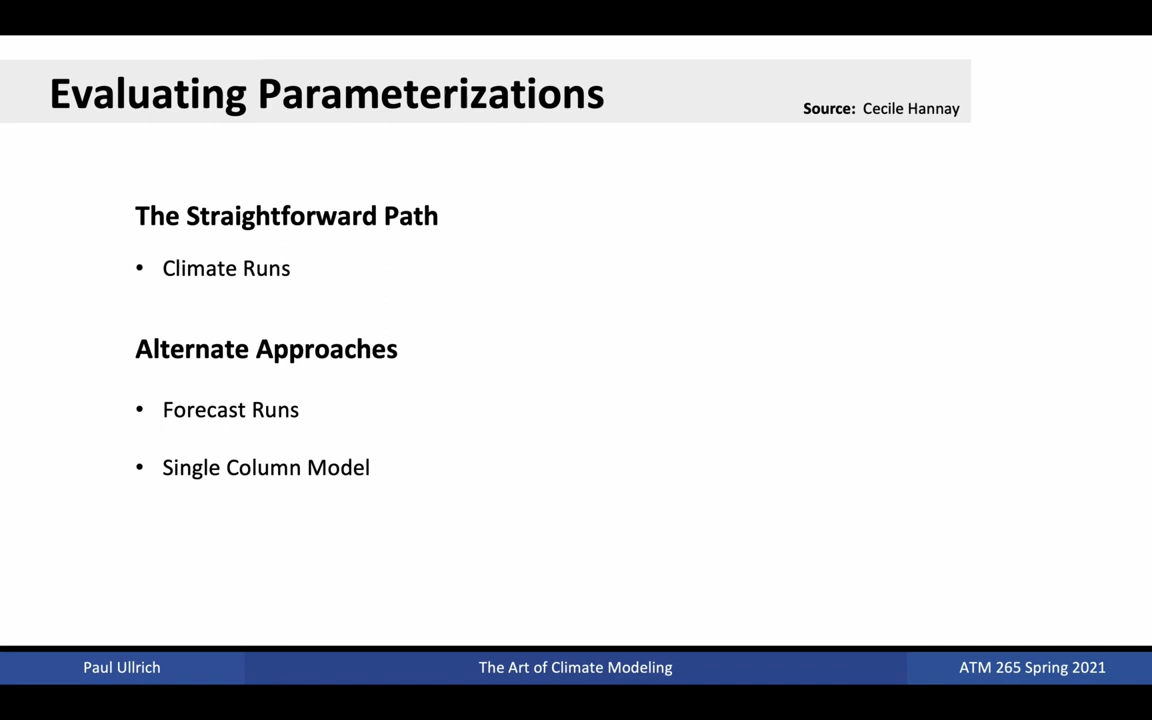 Evaluating Parameterizations
Source: Cecile Hannay
The Straightforward Path
• Climate Runs
Alternate Approaches
• Forecast Runs
• Single Column Model
Paul Ullrich
The Art of Climate Modeling
ATM 265 Spring 2021